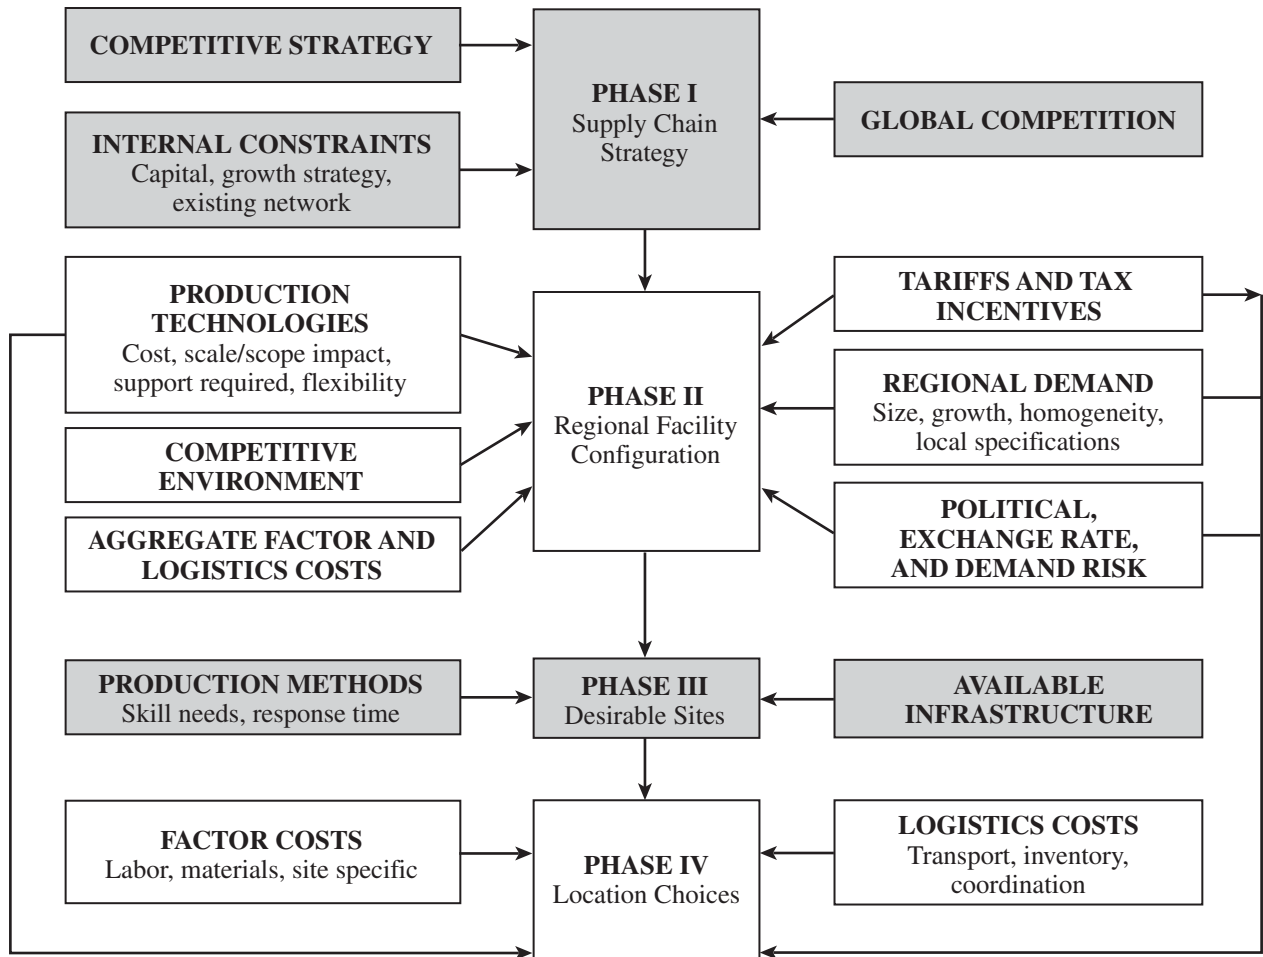 COMPETITIVE STRATEGY
INTERNAL CONSTRAINTS
Capital, growth strategy,
existing network
PHASE I
Supply Chain
Strategy
GLOBAL COMPETITION
PRODUCTION
TECHNOLOGIES
Cost, scale/scope impact,
support required, flexibility
COMPETITIVE
ENVIRONMENT
AGGREGATE FACTOR AND
LOGISTICS COSTS
PHASE II
Regional Facility
Configuration
TARIFFS AND TAX
INCENTIVES
REGIONAL DEMAND
Size, growth, homogeneity,
local specifications
POLITICAL,
EXCHANGE RATE,
AND DEMAND RISK
PRODUCTION METHODS
Skill needs, response time
PHASE III
Desirable Sites
AVAILABLE
INFRASTRUCTURE
FACTOR COSTS
Labor, materials, site specific
PHASE IV
Location Choices
LOGISTICS COSTS
Transport, inventory,
coordination